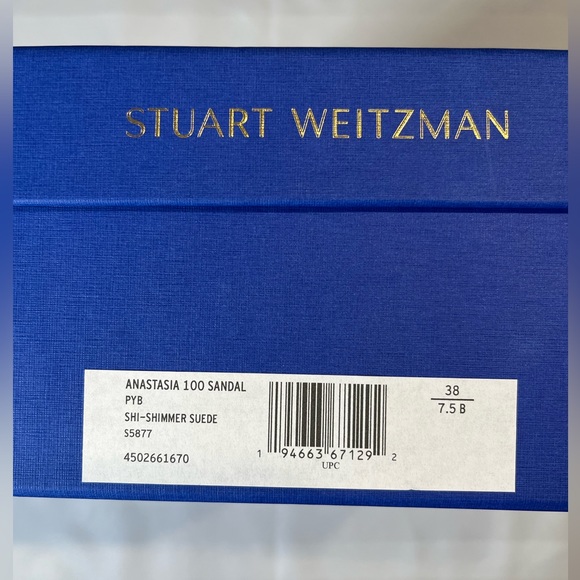 STUART WEITZMAN
ANASTASIA 100 SANDAL
PYB
SHI-SHIMMER SUEDE
S5877
4502661670
1 94663 67129 2
UPC
38
7.5 B